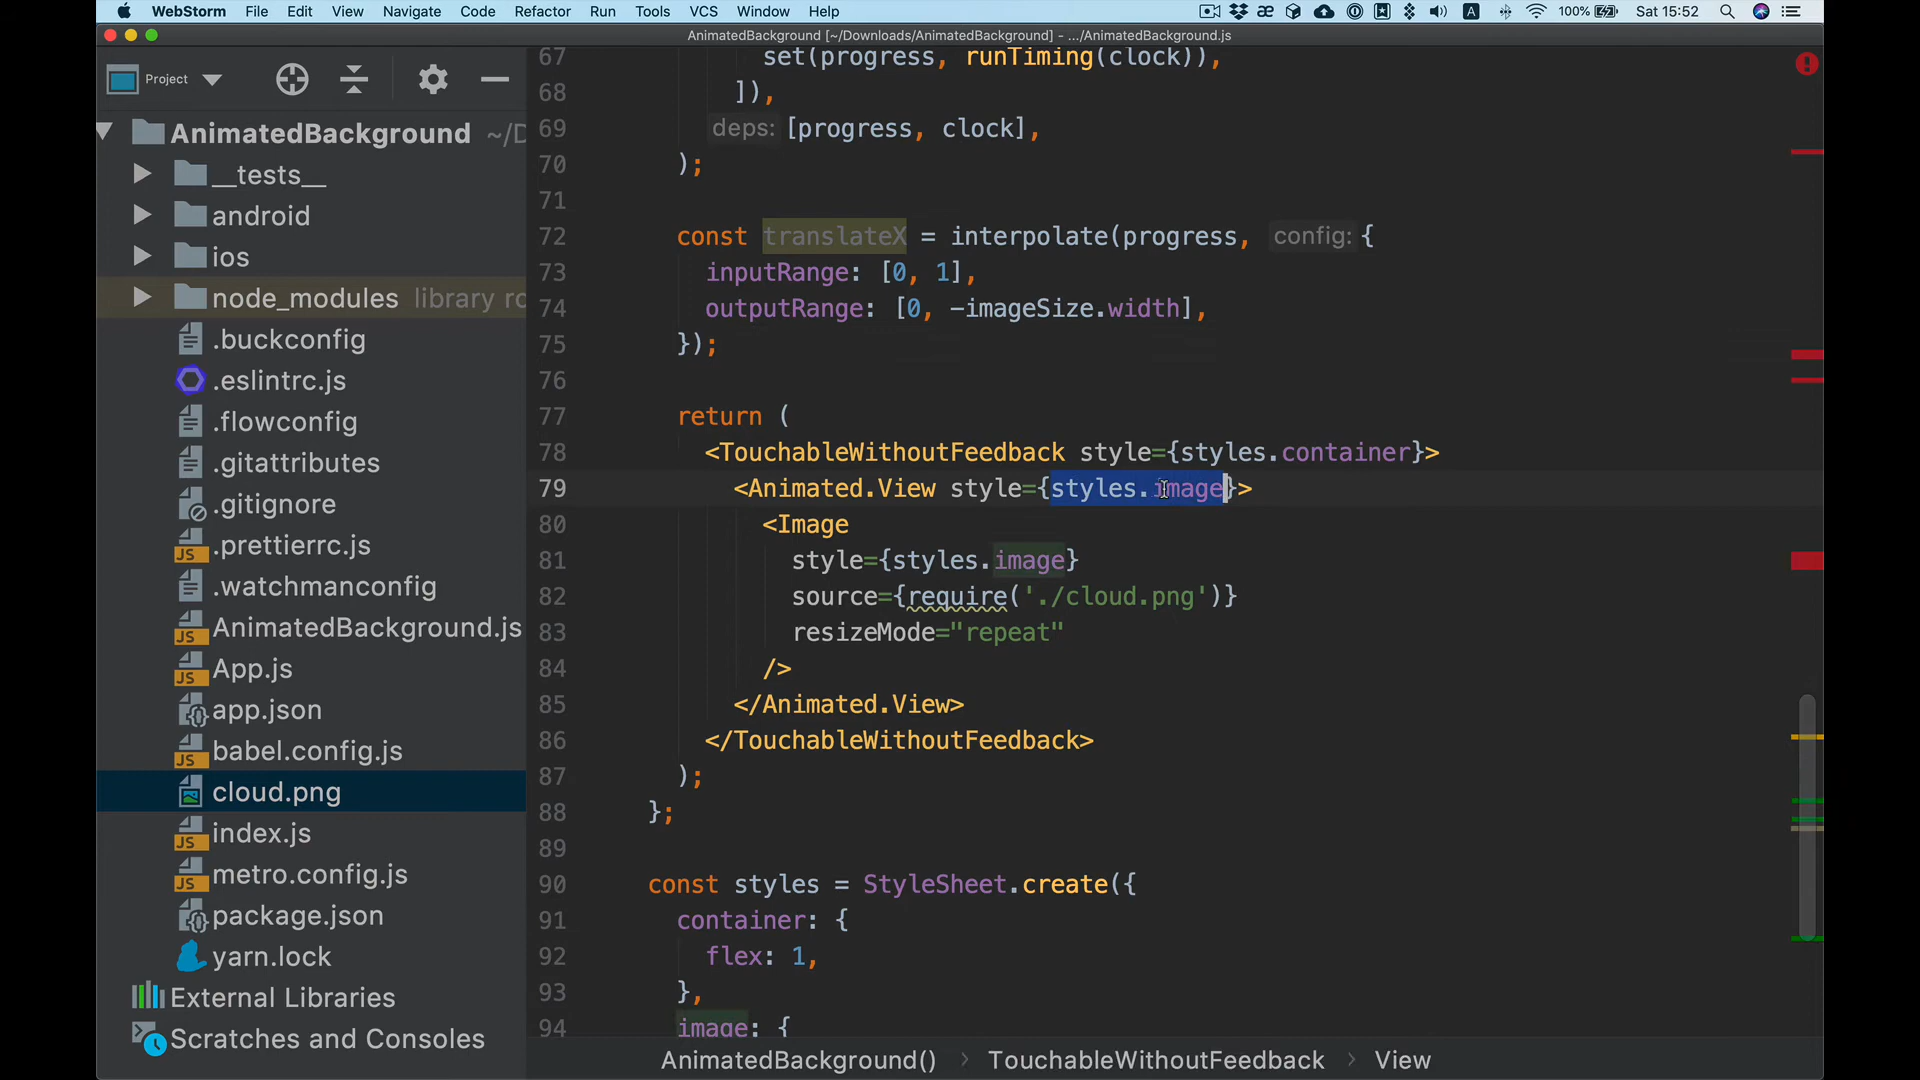 WebStorm File Edit View Navigate Code Refactor Run Tools VCS Window Help 100% Sat 15:52
AnimatedBackground [~/Downloads/AnimatedBackground] - .../AnimatedBackground.js
Project
AnimatedBackground ~/D
__tests__
android
ios
node_modules library ro
.buckconfig
.eslintrc.js
.flowconfig
.gitattributes
.gitignore
.prettierrc.js
.watchmanconfig
AnimatedBackground.js
App.js
app.json
babel.config.js
cloud.png
index.js
metro.config.js
package.json
yarn.lock
External Libraries
Scratches and Consoles
67 set(progress, runTiming(clock)),
68 ]),
69 deps: [progress, clock],
70 );
71
72 const translateX = interpolate(progress, config: {
73 inputRange: [0, 1],
74 outputRange: [0, -imageSize.width],
75 });
76
77 return (
78 <TouchableWithoutFeedback style={styles.container}>
79 <Animated.View style={styles.image}>
80 <Image
81 style={styles.image}
82 source={require('./cloud.png')}
83 resizeMode="repeat"
84 />
85 </Animated.View>
86 </TouchableWithoutFeedback>
87 );
88 };
89
90 const styles = StyleSheet.create({
91 container: {
92 flex: 1,
93 },
94 image: {
AnimatedBackground() › TouchableWithoutFeedback › View